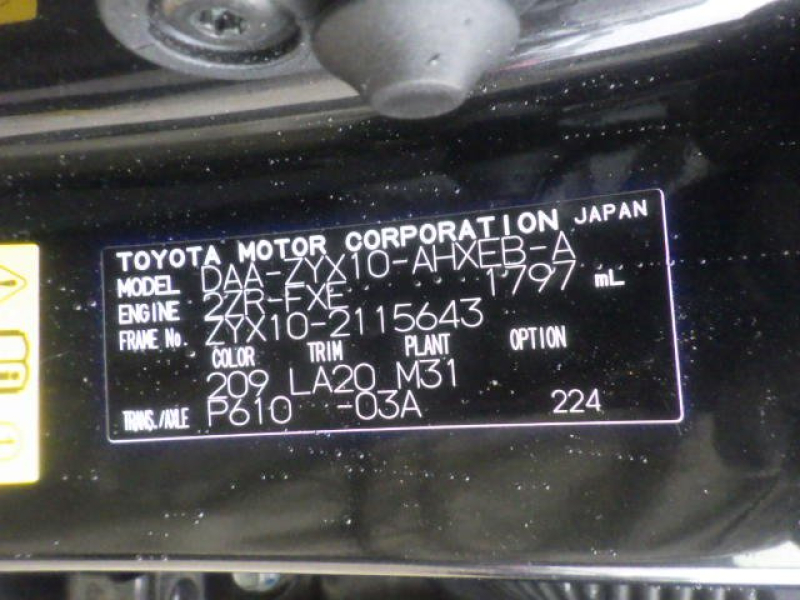 TOYOTA MOTOR CORPORATION JAPAN
MODEL DAA-ZYX10-AHXEB-A
ENGINE 2ZR-FXE 1797 mL
FRAME No. ZYX10-2115643
COLOR TRIM PLANT OPTION
209 LA20 M31
TRANS./AXLE P610 -03A 224